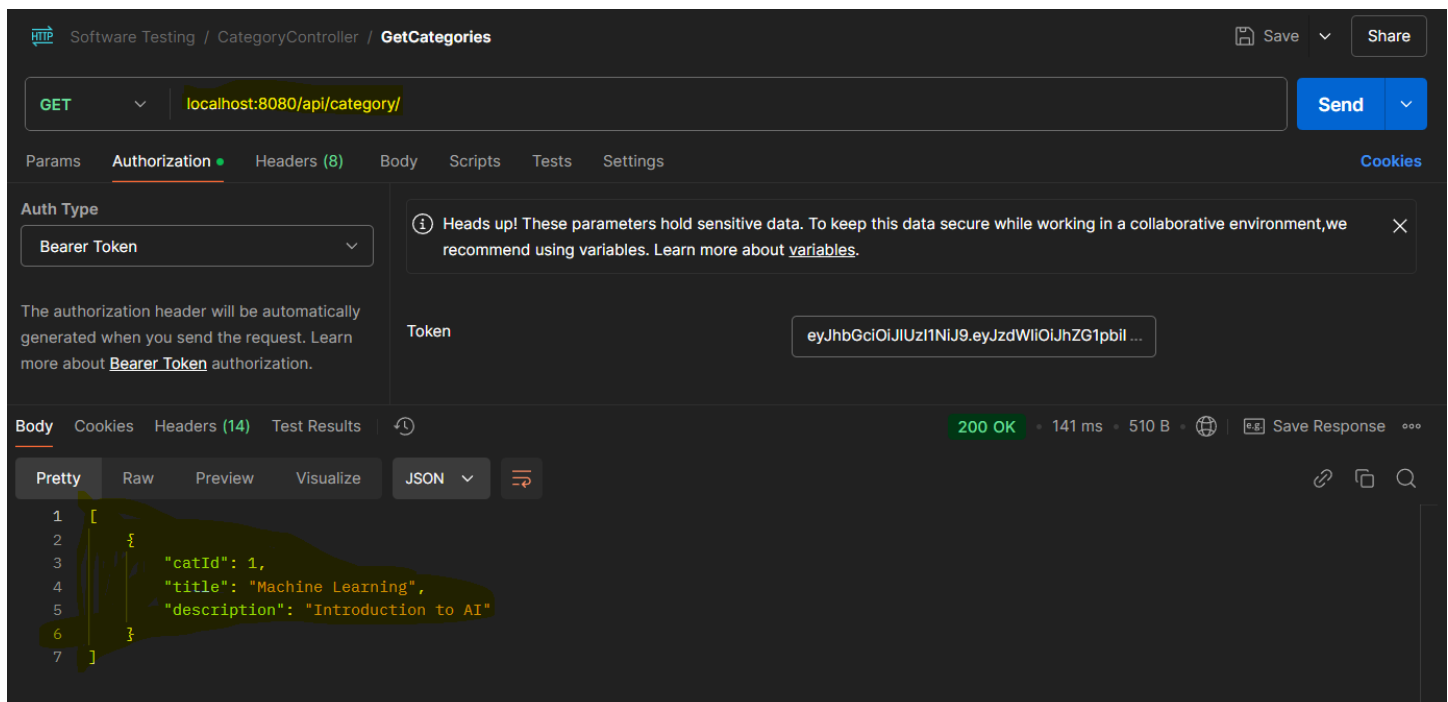 HTTP Software Testing / CategoryController / GetCategories Save Share
GET localhost:8080/api/category/ Send
Params Authorization Headers (8) Body Scripts Tests Settings Cookies
Auth Type
Bearer Token
The authorization header will be automatically
generated when you send the request. Learn
more about Bearer Token authorization.
Heads up! These parameters hold sensitive data. To keep this data secure while working in a collaborative environment,we
recommend using variables. Learn more about variables.
Token eyJhbGciOiJIUzI1NiJ9.eyJzdWIiOiJhZG1pbiI ...
Body Cookies Headers (14) Test Results 200 OK • 141 ms • 510 B • e.g. Save Response
Pretty Raw Preview Visualize JSON
1 [
2 {
3 "catId": 1,
4 "title": "Machine Learning",
5 "description": "Introduction to AI"
6 }
7 ]